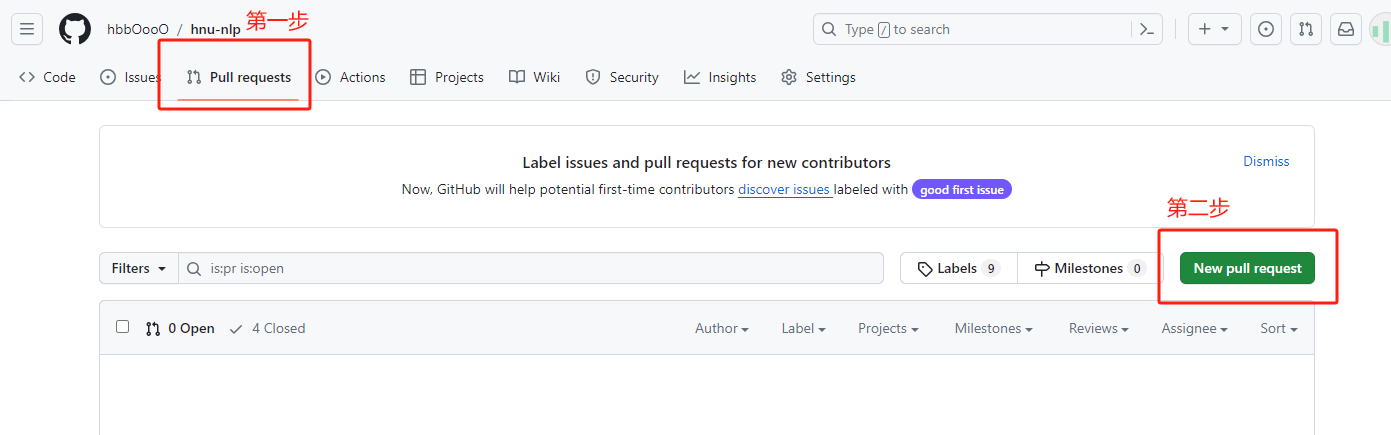 hbbOooO / hnu-nlp 第一步
Type / to search
Code Issues Pull requests Actions Projects Wiki Security Insights Settings
Label issues and pull requests for new contributors
Dismiss
Now, GitHub will help potential first-time contributors discover issues labeled with good first issue
第二步
Filters is:pr is:open Labels 9 Milestones 0 New pull request
0 Open 4 Closed Author Label Projects Milestones Reviews Assignee Sort